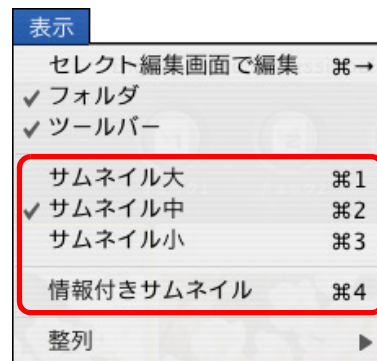 表示
セレクト編集画面で編集 ⌘→
✓フォルダ
✓ツールバー
サムネイル大 ⌘1
✓サムネイル中 ⌘2
サムネイル小 ⌘3
情報付きサムネイル ⌘4
整列 ▶